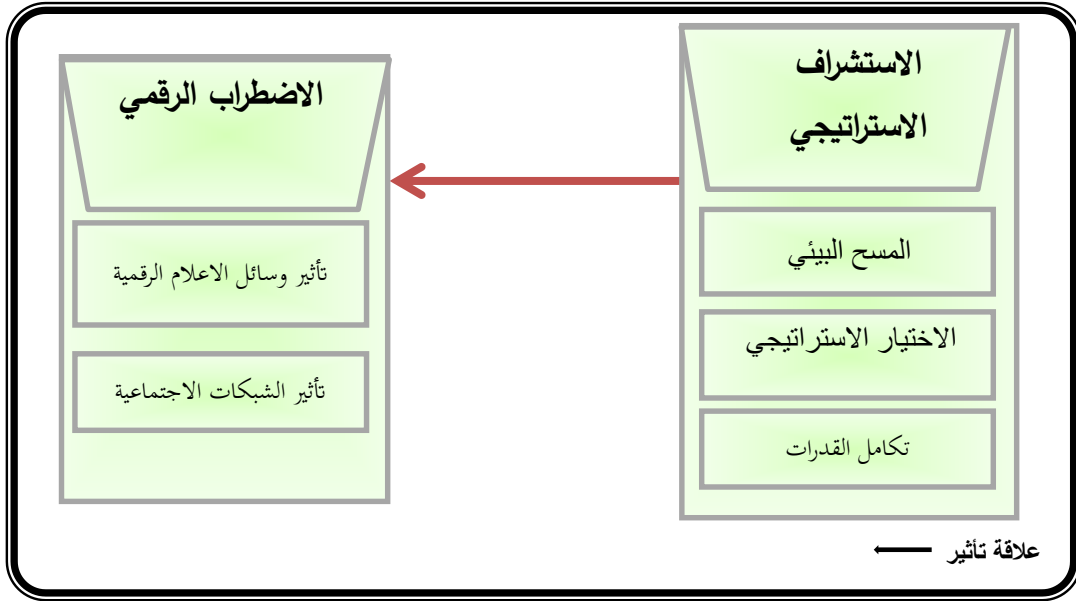 الاستشراف
الاستراتيجي
المسح البيئي
الاختيار الاستراتيجي
تكامل القدرات
الاضطراب الرقمي
تأثير وسائل الاعلام الرقمية
تأثير الشبكات الاجتماعية
علاقة تأثير